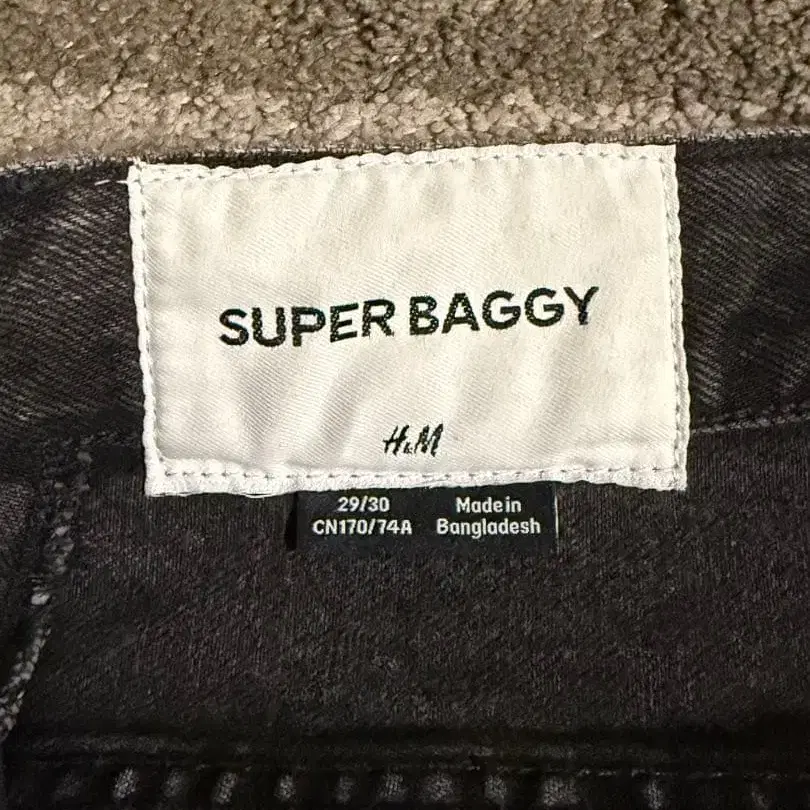 SUPER BAGGY
H&M
29/30
CN170/74A
Made in
Bangladesh